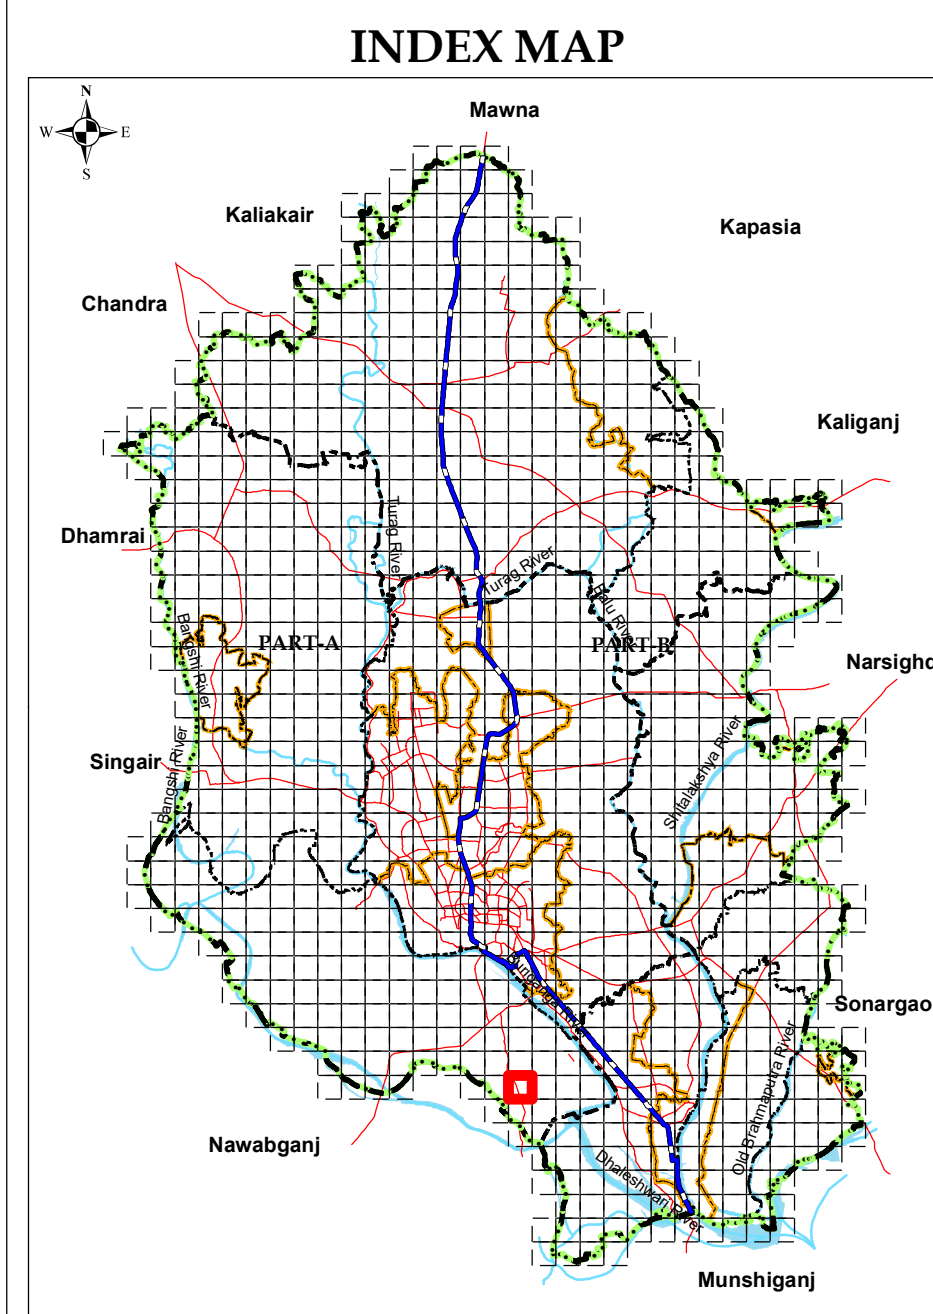 INDEX MAP
N
W E
S
Mawna
Kaliakair
Kapasia
Chandra
Kaliganj
Dhamrai
Turag River
Turag River
Balu River
Bangshi River
PART-A
PART-B
Narsighd
Shitalakshya River
Singair
Bangshi River
Buriganga River
Sonargao
Old Brahmaputra River
Nawabganj
Dhaleshwari River
Munshiganj